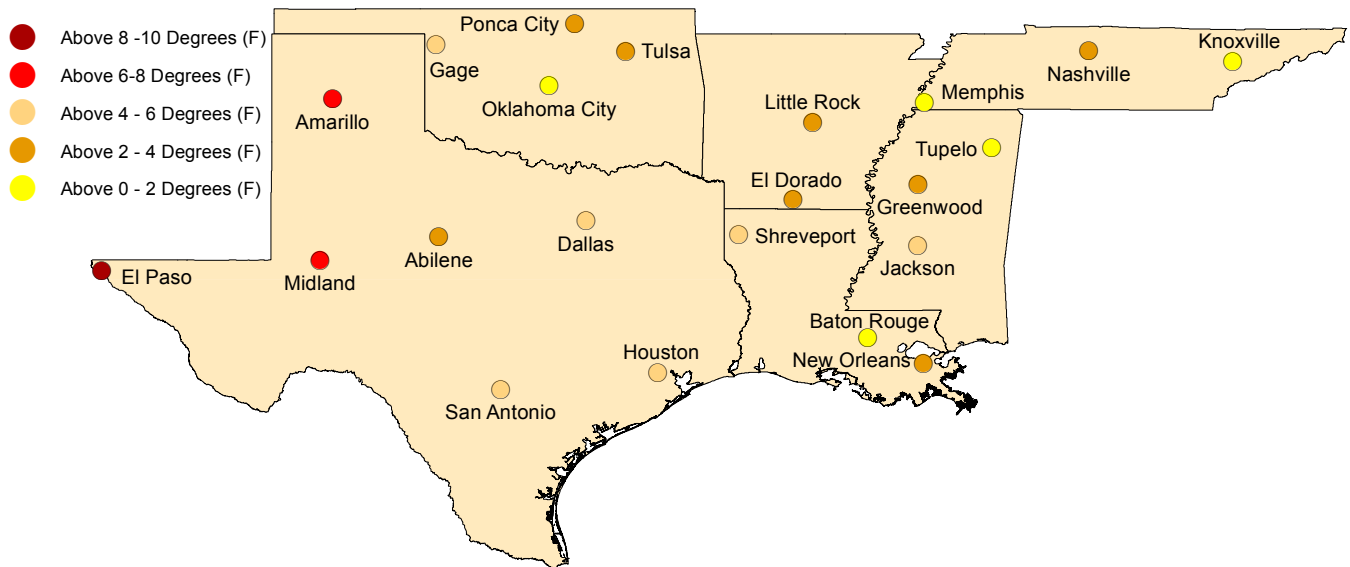 Above 8 -10 Degrees (F)
Above 6-8 Degrees (F)
Above 4 - 6 Degrees (F)
Above 2 - 4 Degrees (F)
Above 0 - 2 Degrees (F)
Ponca City
Tulsa
Gage
Oklahoma City
Amarillo
Nashville
Knoxville
Memphis
Little Rock
Tupelo
El Dorado
Greenwood
Dallas
Shreveport
Abilene
Jackson
El Paso
Midland
Baton Rouge
New Orleans
Houston
San Antonio